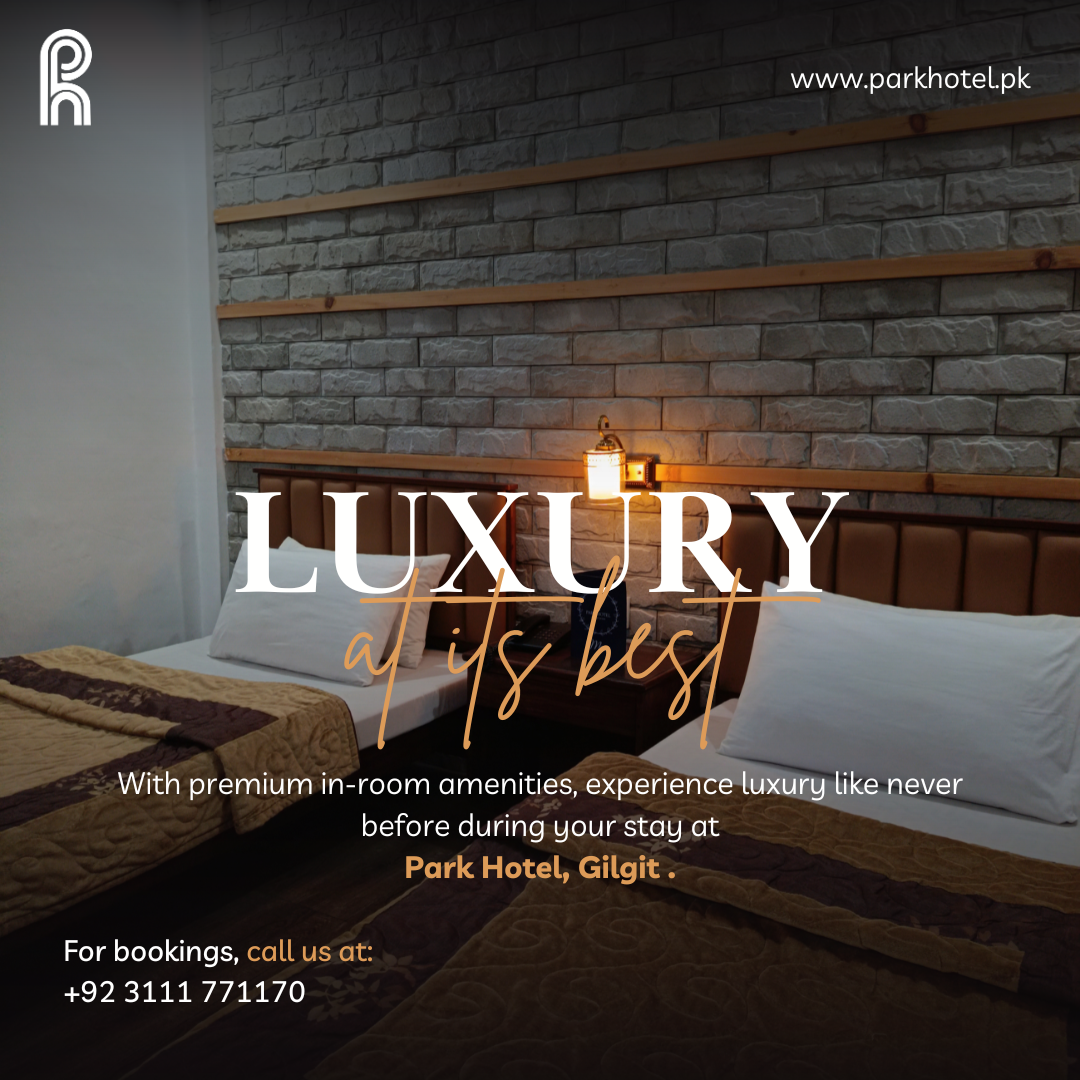 www.parkhotel.pk
LUXURY
at its best
With premium in-room amenities, experience luxury like never
before during your stay at
Park Hotel, Gilgit .
For bookings, call us at:
+92 3111 771170